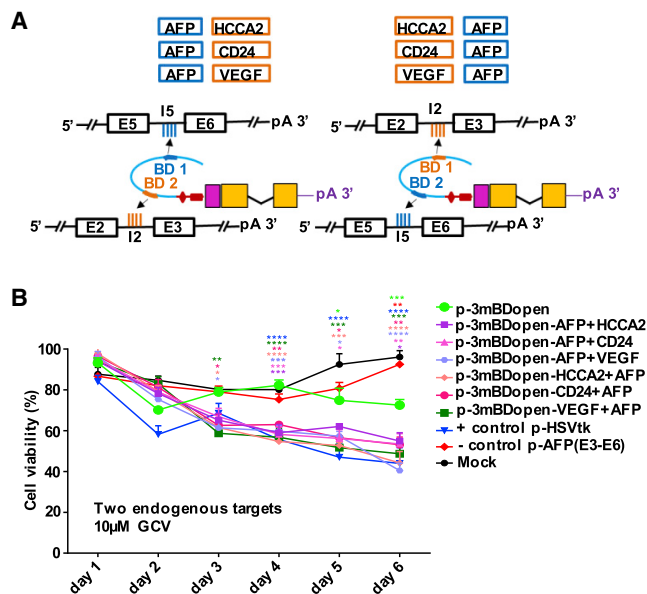 A
AFP HCCA2 HCCA2 AFP
AFP CD24 CD24 AFP
AFP VEGF VEGF AFP
I5 I2
5' E5 E6 pA 3' 5' E2 E3 pA 3'
BD 1 BD 1
BD 2 BD 2
pA 3' pA 3'
5' E2 E3 pA 3' 5' E5 E6 pA 3'
I2 I5
B
Cell viability (%)
100
80
60
40
20
0
day 1 day 2 day 3 day 4 day 5 day 6
Two endogenous targets
10µM GCV
p-3mBDopen
p-3mBDopen-AFP+HCCA2
p-3mBDopen-AFP+CD24
p-3mBDopen-AFP+VEGF
p-3mBDopen-HCCA2+AFP
p-3mBDopen-CD24+AFP
p-3mBDopen-VEGF+AFP
+ control p-HSVtk
- control p-AFP(E3-E6)
Mock